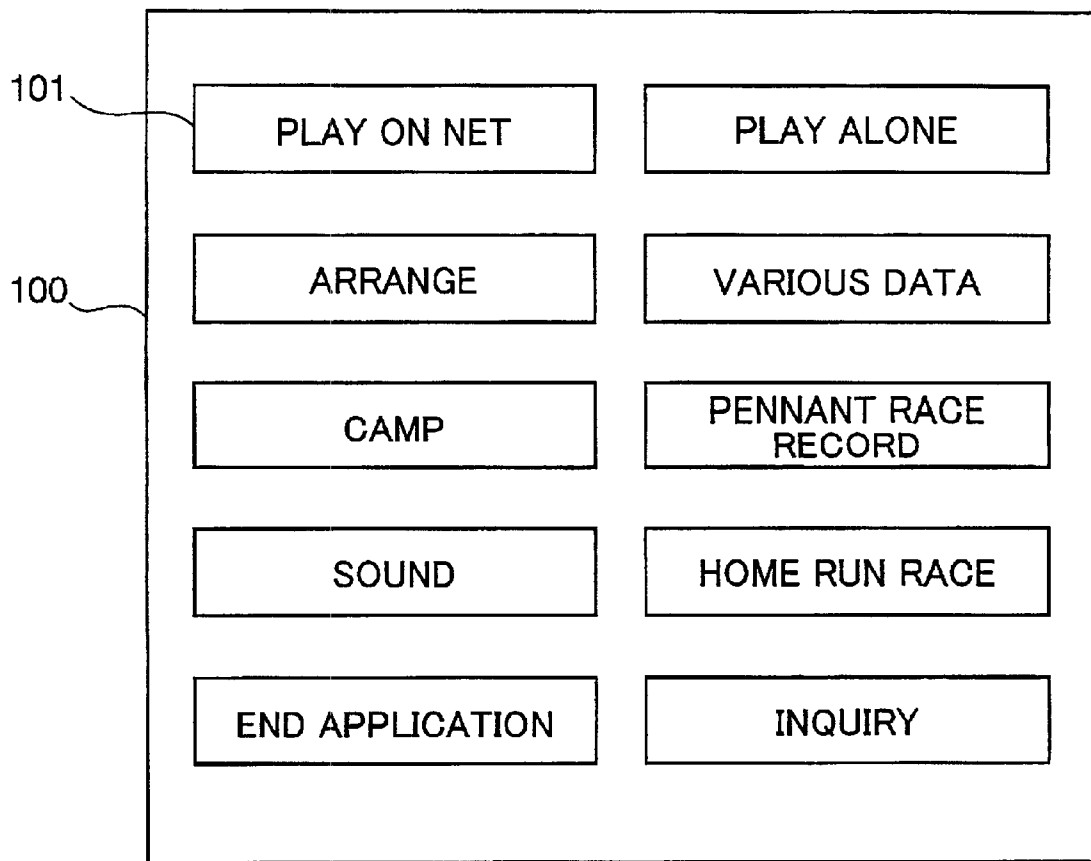 101
PLAY ON NET
PLAY ALONE
100
ARRANGE
VARIOUS DATA
CAMP
PENNANT RACE
RECORD
SOUND
HOME RUN RACE
END APPLICATION
INQUIRY